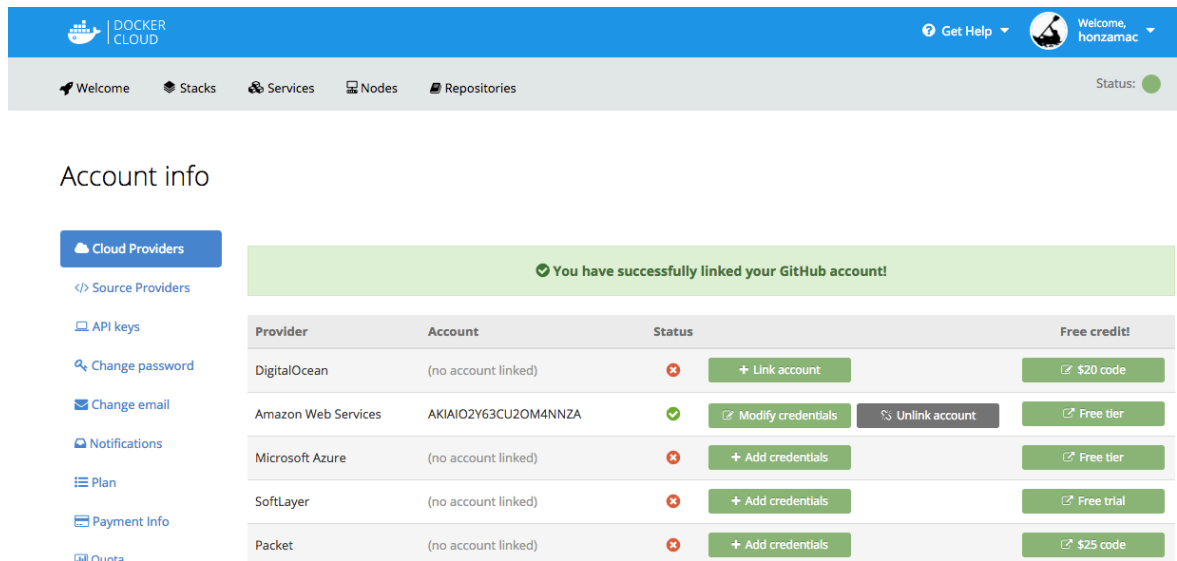 DOCKER
CLOUD
Get Help
Welcome,
honzamac
Welcome Stacks Services Nodes Repositories Status:
Account info
Cloud Providers
</> Source Providers
API keys
Change password
Change email
Notifications
Plan
Payment Info
Quota
You have successfully linked your GitHub account!
Provider Account Status Free credit!
DigitalOcean (no account linked) + Link account $20 code
Amazon Web Services AKIAIO2Y63CU2OM4NNZA Modify credentials Unlink account Free tier
Microsoft Azure (no account linked) + Add credentials Free tier
SoftLayer (no account linked) + Add credentials Free trial
Packet (no account linked) + Add credentials $25 code